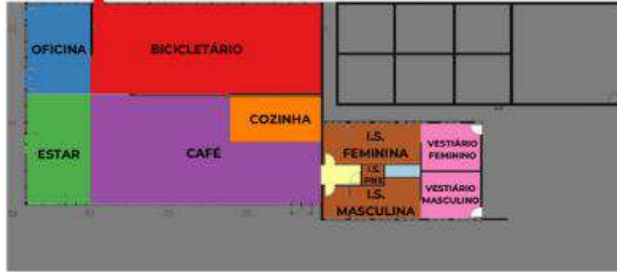 OFICINA
BICICLETÁRIO
COZINHA
ESTAR
CAFÉ
I.S.
FEMININA
VESTIÁRIO
FEMININO
I.S.
PNE
I.S.
MASCULINA
VESTIÁRIO
MASCULINO